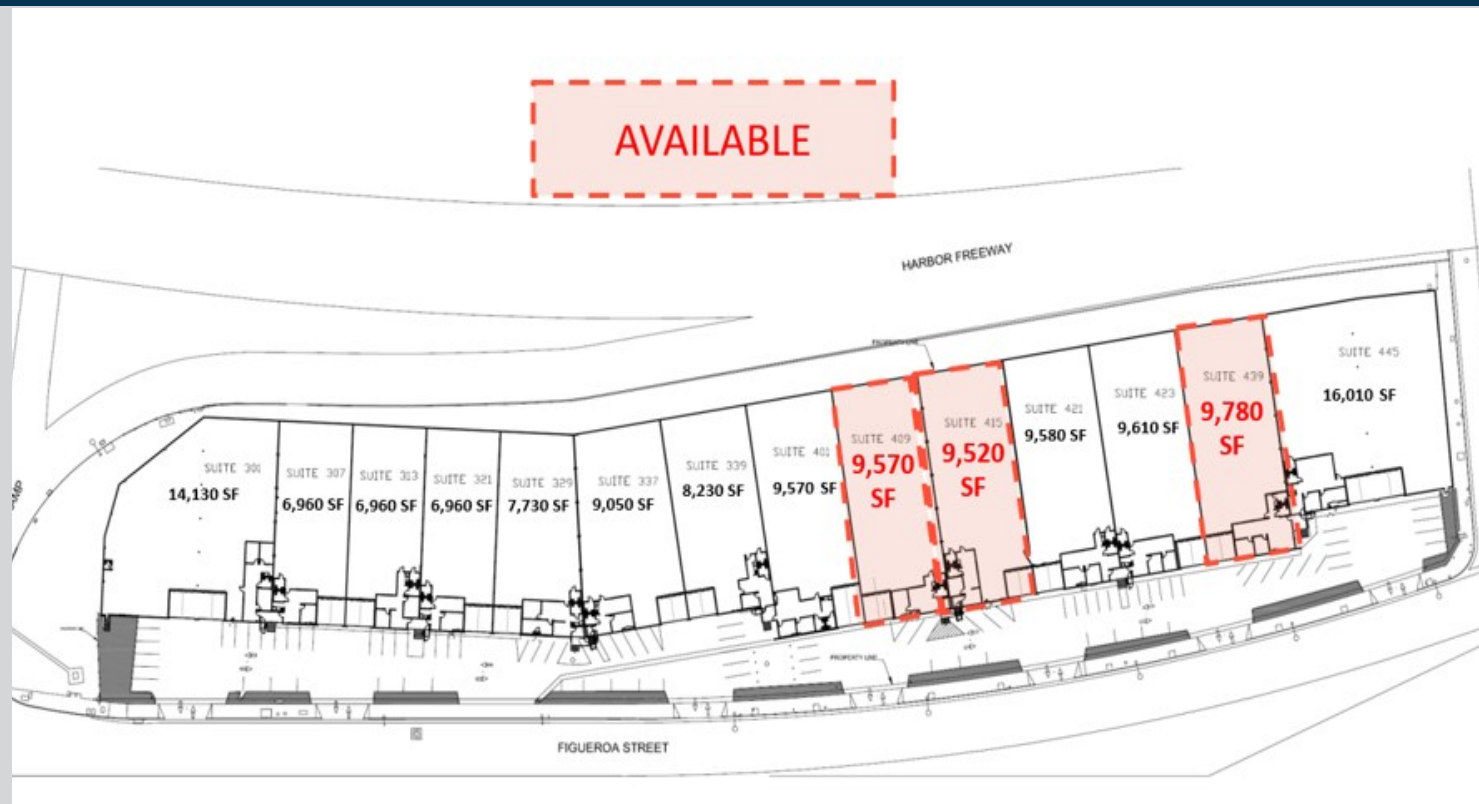 AVAILABLE
HARBOR FREEWAY
PROPERTY LINE
SUITE 301
14,130 SF
SUITE 307
6,960 SF
SUITE 313
6,960 SF
SUITE 321
6,960 SF
SUITE 329
7,730 SF
SUITE 337
9,050 SF
SUITE 339
8,230 SF
SUITE 401
9,570 SF
SUITE 409
9,570
SF
SUITE 415
9,520
SF
SUITE 421
9,580 SF
SUITE 423
9,610 SF
SUITE 439
9,780
SF
SUITE 445
16,010 SF
PROPERTY LINE
FIGUEROA STREET